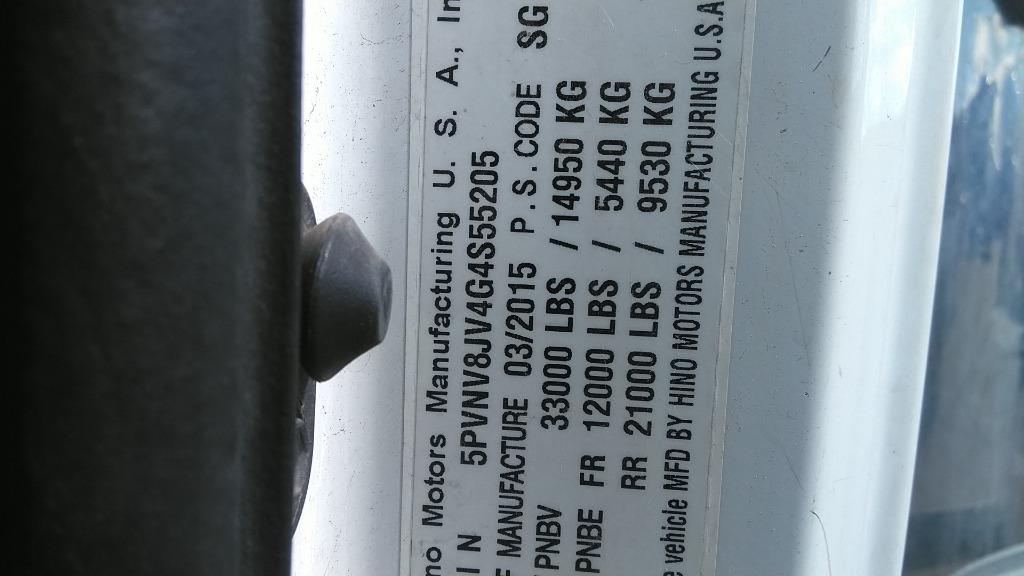 no Motors Manufacturing U. S. A., In
I N 5PVNV8JV4G4S55205
F MANUFACTURE 03/2015 P.S.CODE SG
PNBV 33000 LBS / 14950 KG
PNBE FR 12000 LBS / 5440 KG
RR 21000 LBS / 9530 KG
e vehicle MFD BY HINO MOTORS MANUFACTURING U.S.A